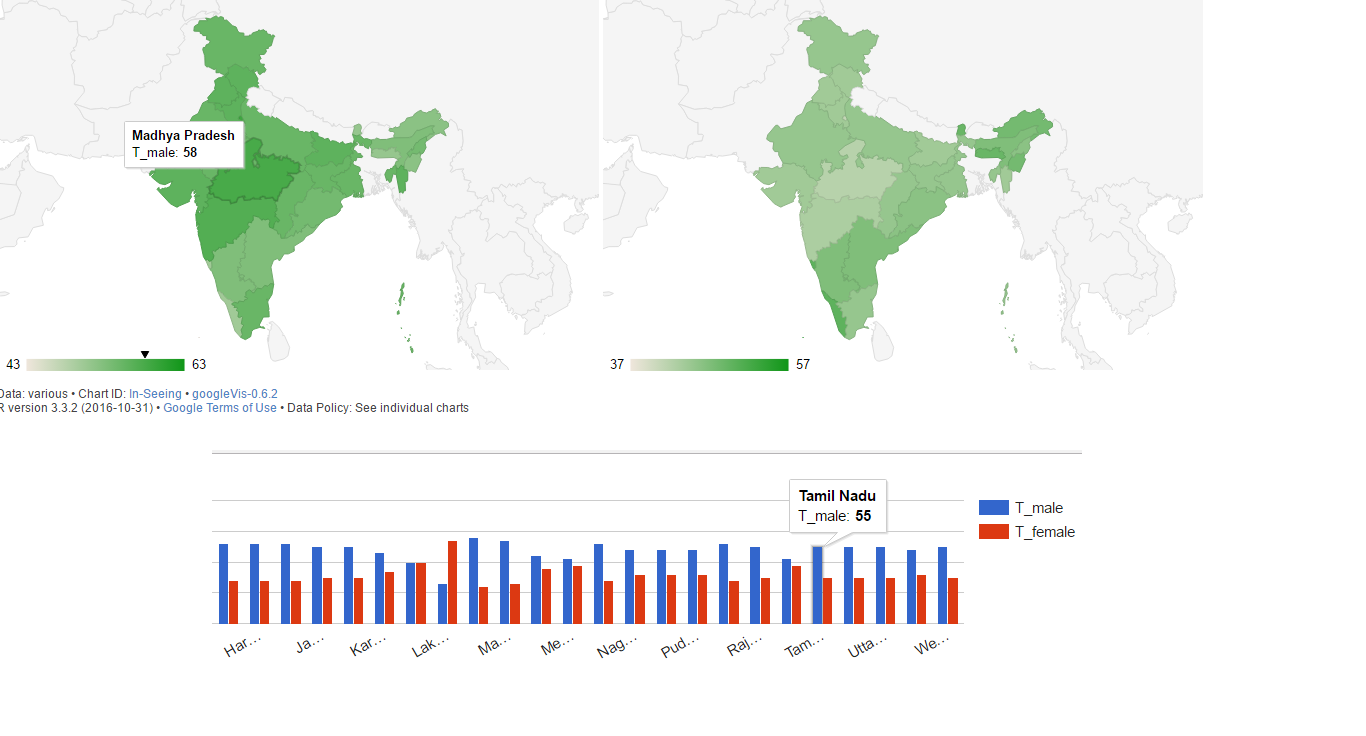 Madhya Pradesh
T_male: 58
43
63
37
57
Data: various • Chart ID: In-Seeing • googleVis-0.6.2
R version 3.3.2 (2016-10-31) • Google Terms of Use • Data Policy: See individual charts
Tamil Nadu
T_male: 55
T_male
T_female
Har...
Ja...
Kar...
Lak...
Ma...
Me...
Nag...
Pud...
Raj...
Tam...
Utta...
We...